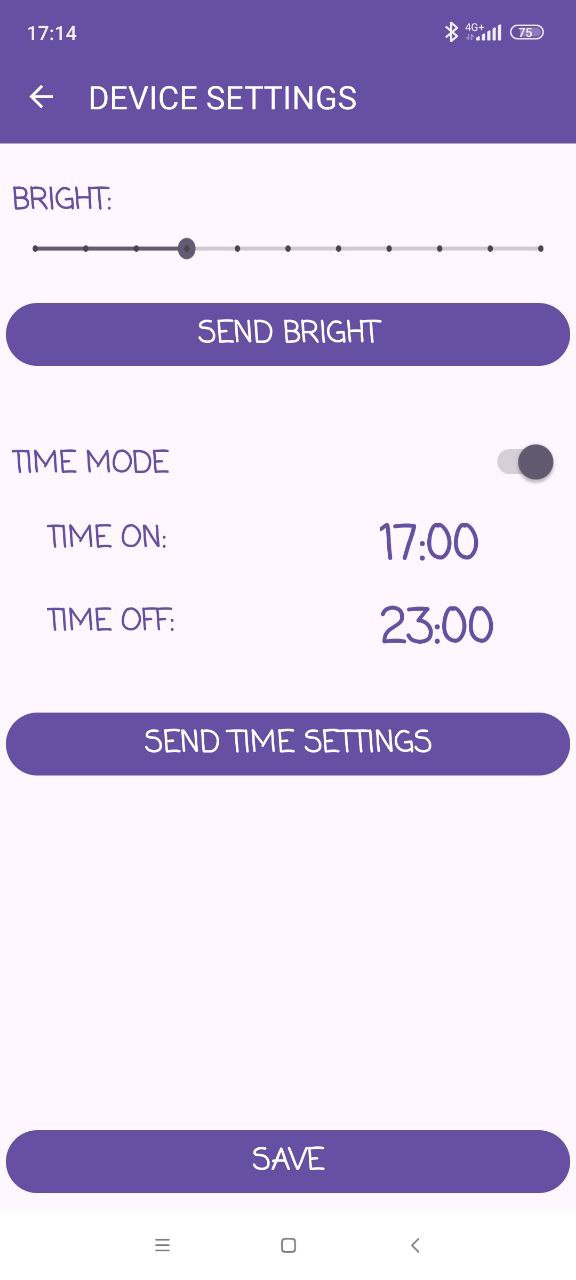 17:14
4G+ 75
DEVICE SETTINGS
BRIGHT:
SEND BRIGHT
TIME MODE
TIME ON: 17:00
TIME OFF: 23:00
SEND TIME SETTINGS
SAVE